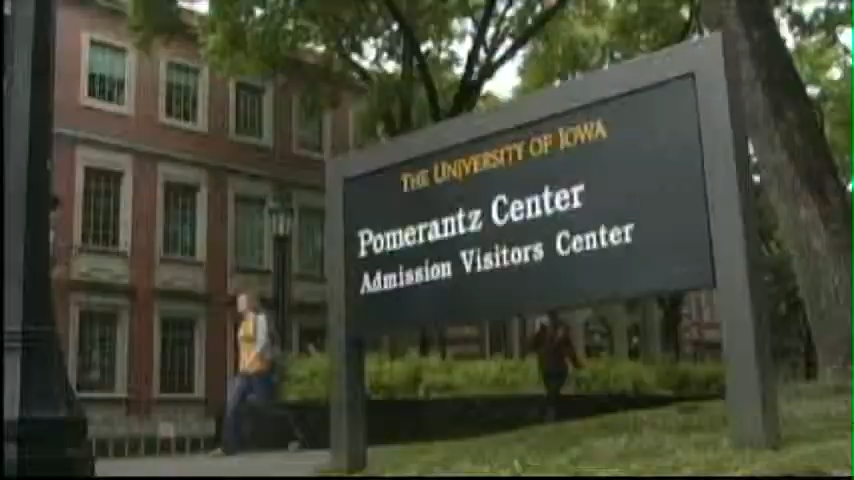 THE UNIVERSITY OF IOWA
Pomerantz Center
Admission Visitors Center